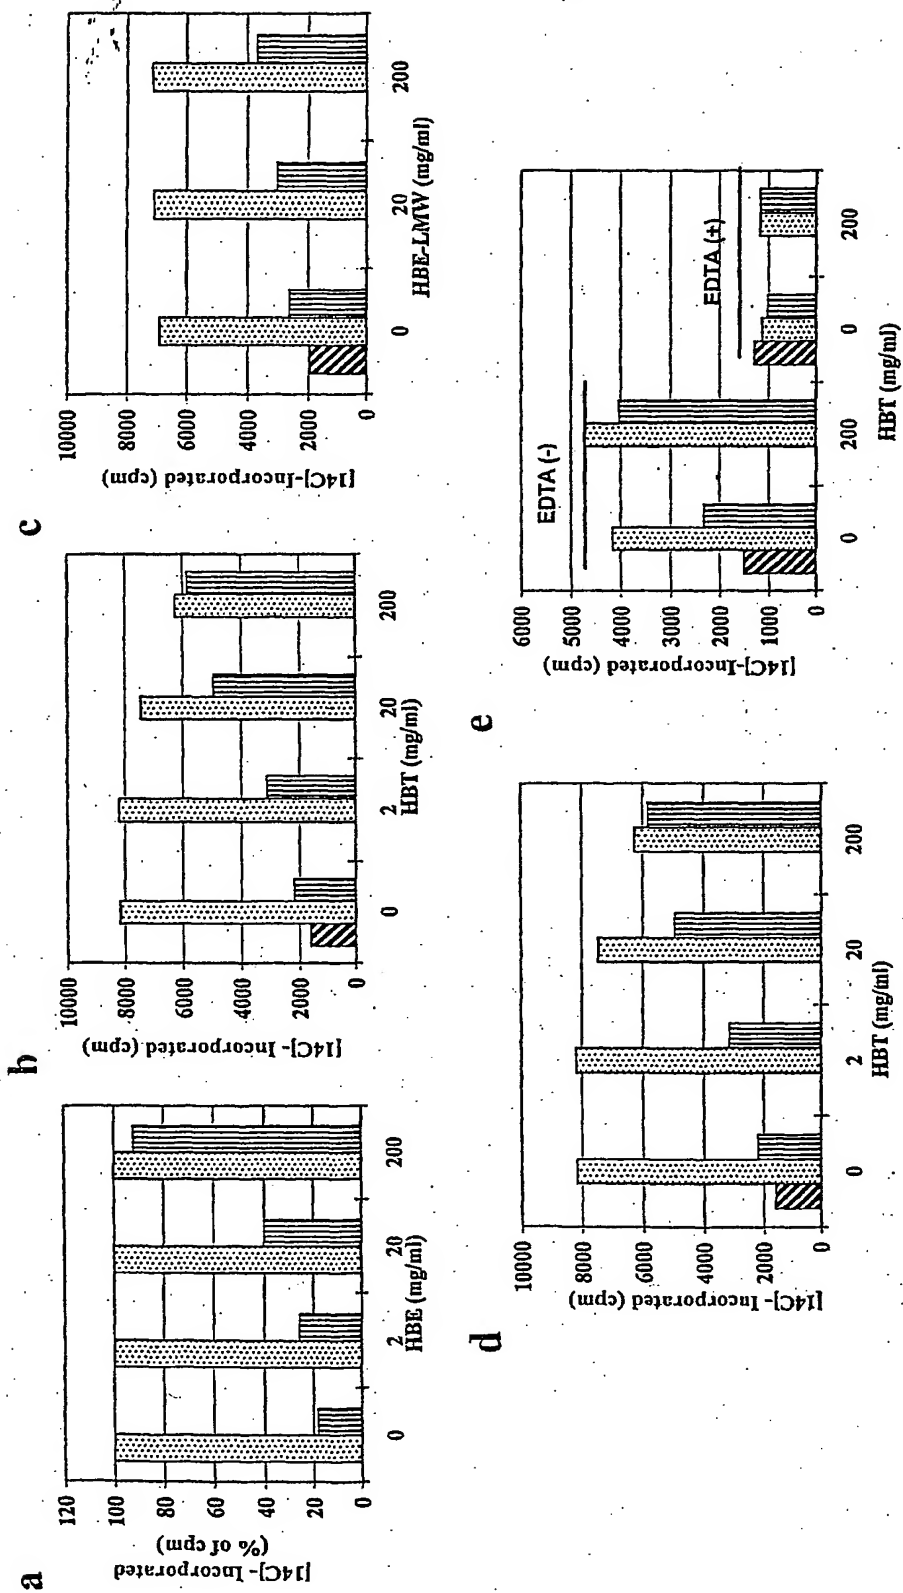 a
[14C] - Incorporated
(% of cpm)
120
100
80
60
40
20
0
0
2
20
200
HBE (mg/ml)
b
[14C] - Incorporated (cpm)
10000
8000
6000
4000
2000
0
0
2
20
200
HBT (mg/ml)
c
[14C]-Incorporated (cpm)
10000
8000
6000
4000
2000
0
0
20
200
HBE-LMW (mg/ml)
d
[14C] - Incorporated (cpm)
10000
8000
6000
4000
2000
0
0
2
20
200
HBT (mg/ml)
e
[14C]-Incorporated (cpm)
6000
5000
4000
3000
2000
1000
0
EDTA (-)
EDTA (+)
0
200
0
200
HBT (mg/ml)